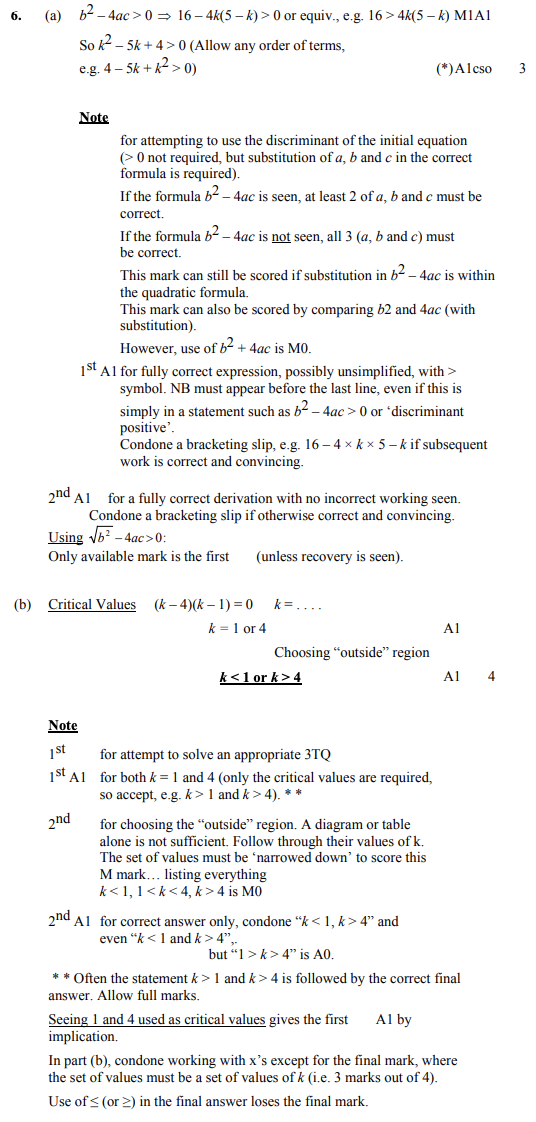 6. (a) b² – 4ac > 0 ⇒ 16 – 4k(5 – k) > 0 or equiv., e.g. 16 > 4k(5 – k) M1A1
So k² – 5k + 4 > 0 (Allow any order of terms,
e.g. 4 – 5k + k² > 0) (*)A1cso 3
Note
for attempting to use the discriminant of the initial equation
(> 0 not required, but substitution of a, b and c in the correct
formula is required).
If the formula b² – 4ac is seen, at least 2 of a, b and c must be
correct.
If the formula b² – 4ac is not seen, all 3 (a, b and c) must
be correct.
This mark can still be scored if substitution in b² – 4ac is within
the quadratic formula.
This mark can also be scored by comparing b2 and 4ac (with
substitution).
However, use of b² + 4ac is M0.
1st A1 for fully correct expression, possibly unsimplified, with >
symbol. NB must appear before the last line, even if this is
simply in a statement such as b² – 4ac > 0 or ‘discriminant
positive’.
Condone a bracketing slip, e.g. 16 – 4 × k × 5 – k if subsequent
work is correct and convincing.
2nd A1 for a fully correct derivation with no incorrect working seen.
Condone a bracketing slip if otherwise correct and convincing.
Using √b² – 4ac > 0:
Only available mark is the first (unless recovery is seen).
(b) Critical Values (k – 4)(k – 1) = 0 k = . . . .
k = 1 or 4 A1
Choosing “outside” region
k < 1 or k > 4 A1 4
Note
1st for attempt to solve an appropriate 3TQ
1st A1 for both k = 1 and 4 (only the critical values are required,
so accept, e.g. k > 1 and k > 4). * *
2nd for choosing the “outside” region. A diagram or table
alone is not sufficient. Follow through their values of k.
The set of values must be ‘narrowed down’ to score this
M mark… listing everything
k < 1, 1 < k < 4, k > 4 is M0
2nd A1 for correct answer only, condone “k < 1, k > 4” and
even “k < 1 and k > 4”,.
but “1 > k > 4” is A0.
* * Often the statement k > 1 and k > 4 is followed by the correct final
answer. Allow full marks.
Seeing 1 and 4 used as critical values gives the first A1 by
implication.
In part (b), condone working with x’s except for the final mark, where
the set of values must be a set of values of k (i.e. 3 marks out of 4).
Use of ≤ (or ≥) in the final answer loses the final mark.